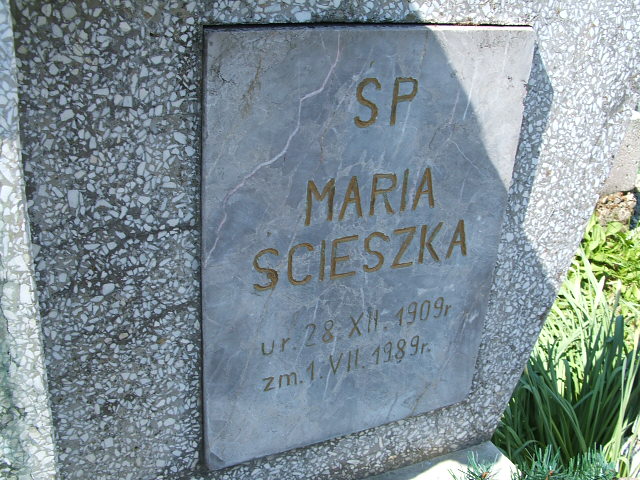 SP
MARIA
SCIESZKA
ur. 28. XII. 1909r
zm. 1. VII. 1989r.